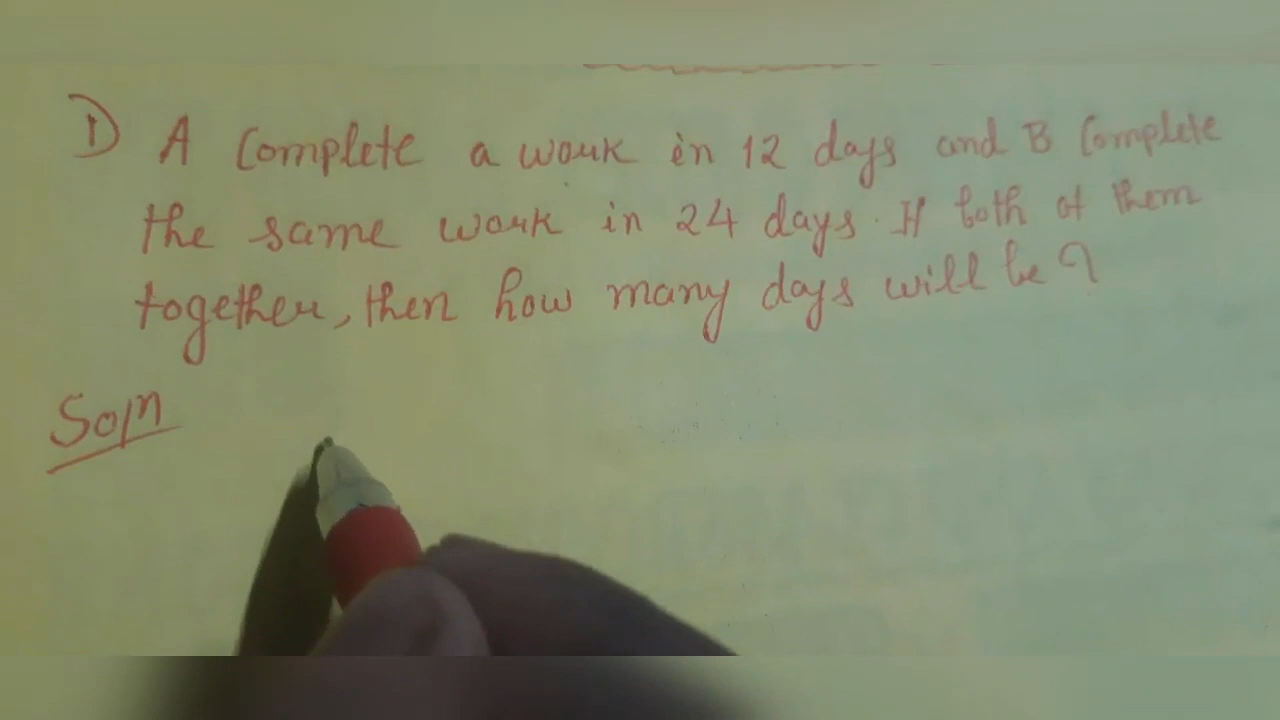 1) A Complete a work in 12 days and B Complete
the same work in 24 days. If both of them
together, then how many days will be ?
Soln